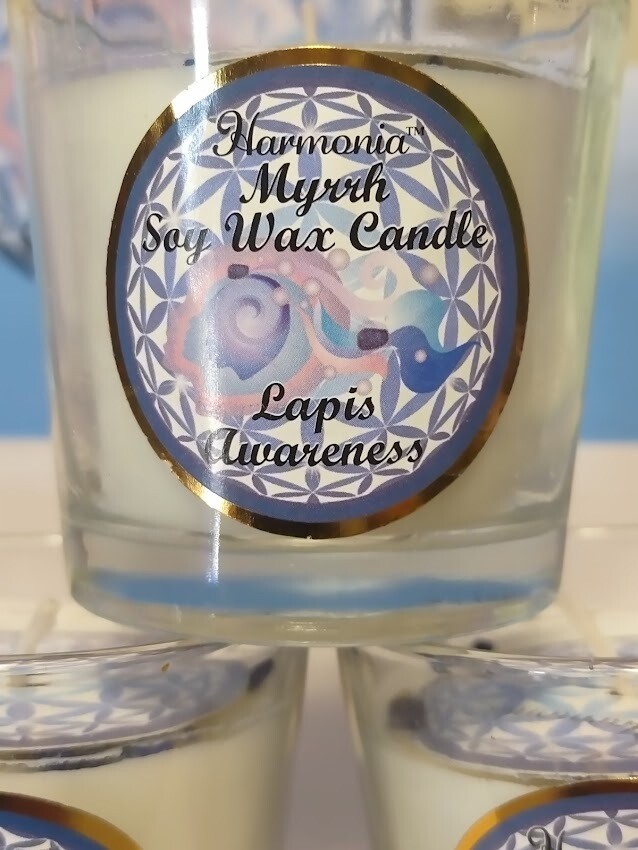 Harmonia™
Myrrh
Soy Wax Candle
Lapis
Awareness